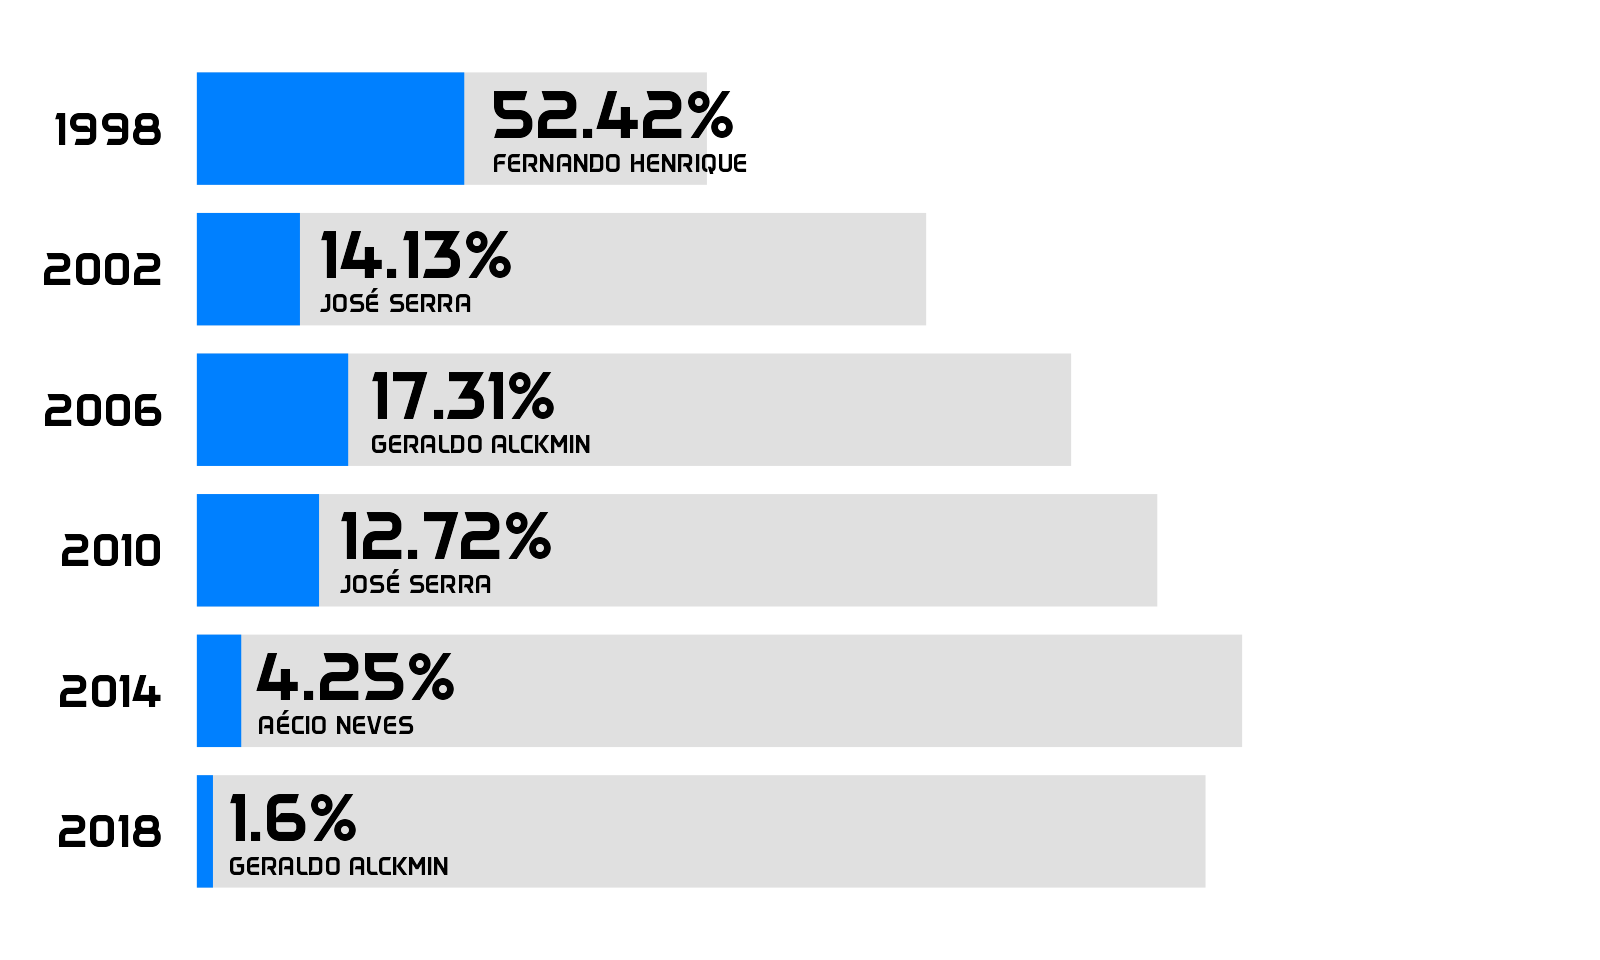 1998
52.42%
FERNANDO HENRIQUE
2002
14.13%
JOSÉ SERRA
2006
17.31%
GERALDO ALCKMIN
2010
12.72%
JOSÉ SERRA
2014
4.25%
AÉCIO NEVES
2018
1.6%
GERALDO ALCKMIN